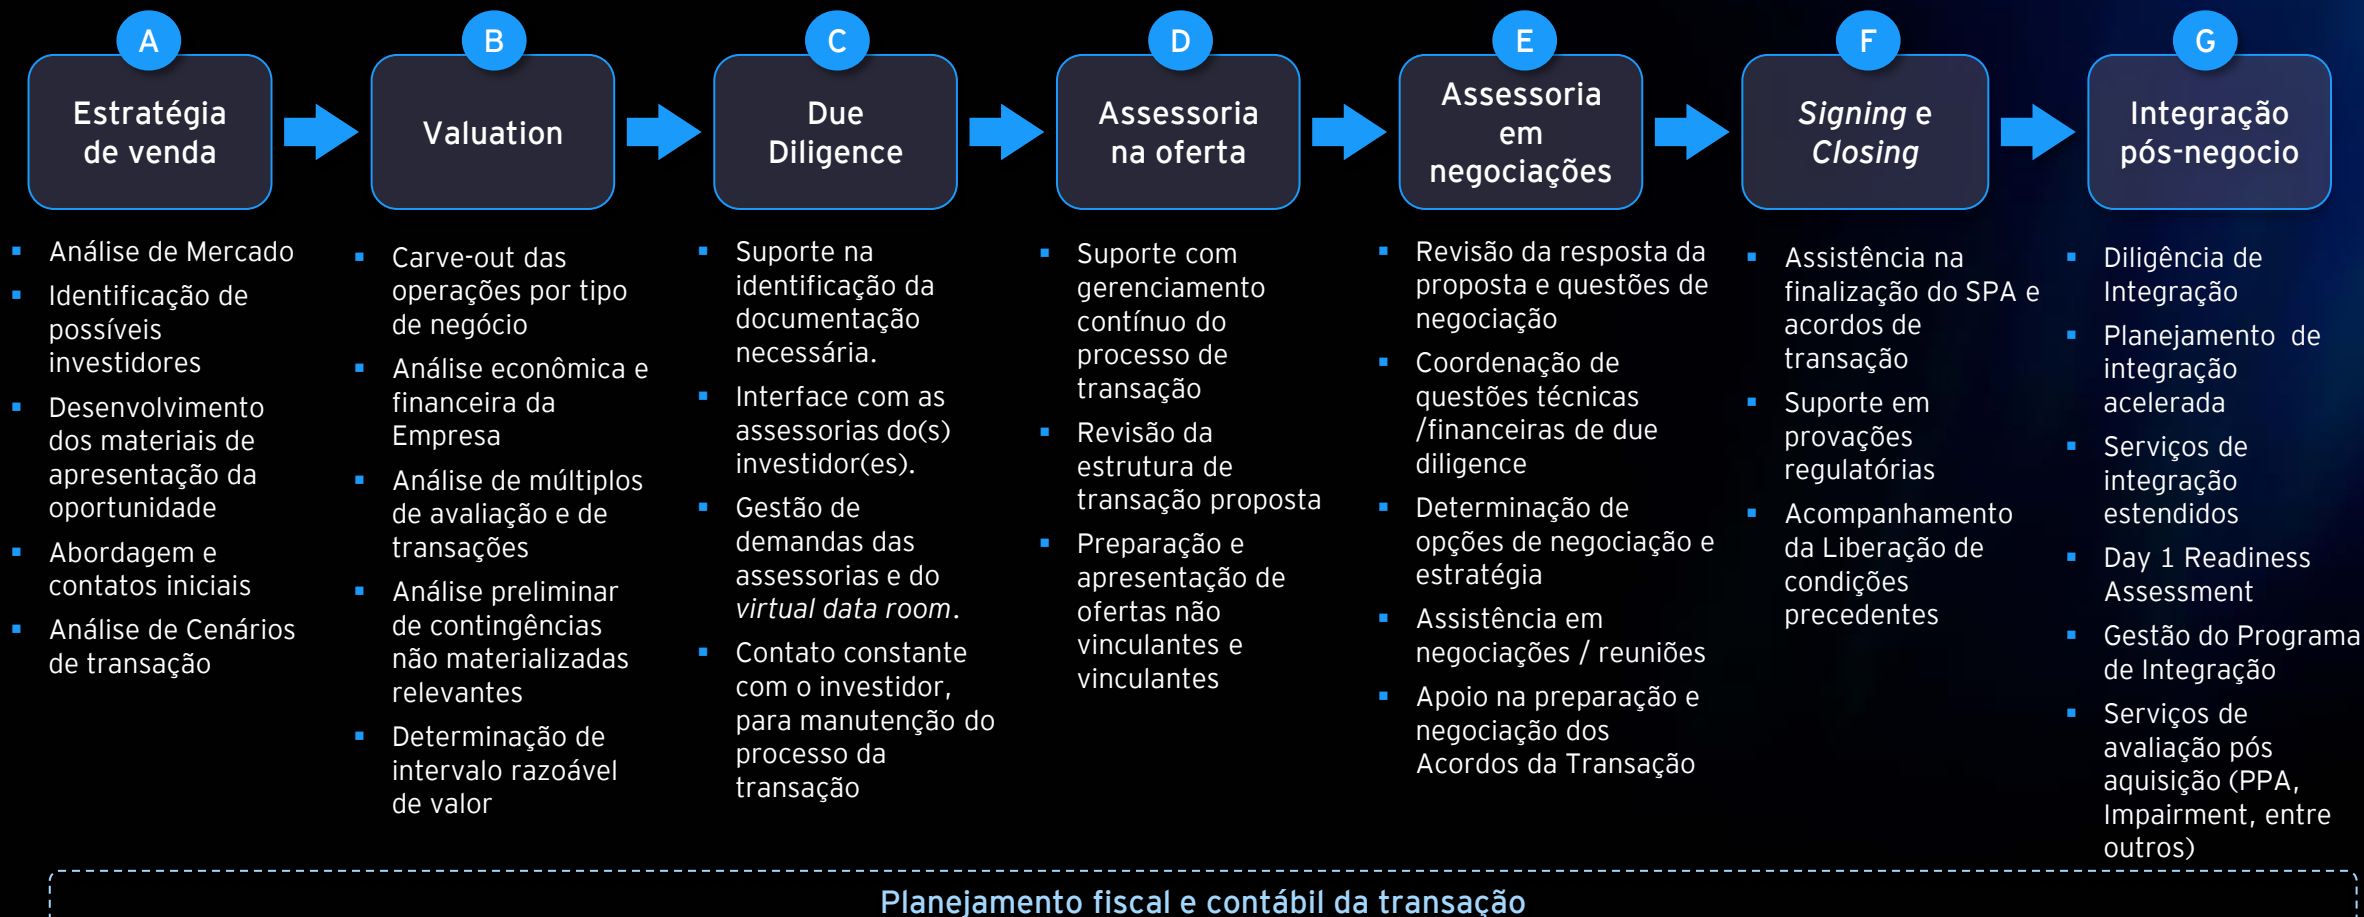 A
Estratégia
de venda
B
Valuation
C
Due
Diligence
D
Assessoria
na oferta
E
Assessoria
em
negociações
F
Signing e
Closing
G
Integração
pós-negocio
▪ Análise de Mercado
▪ Identificação de
possíveis
investidores
▪ Desenvolvimento
dos materiais de
apresentação da
oportunidade
▪ Abordagem e
contatos iniciais
▪ Análise de Cenários
de transação
▪ Carve-out das
operações por tipo
de negócio
▪ Análise econômica e
financeira da
Empresa
▪ Análise de múltiplos
de avaliação e de
transações
▪ Análise preliminar
de contingências
não materializadas
relevantes
▪ Determinação de
intervalo razoável
de valor
▪ Suporte na
identificação da
documentação
necessária.
▪ Interface com as
assessorias do(s)
investidor(es).
▪ Gestão de
demandas das
assessorias e do
virtual data room.
▪ Contato constante
com o investidor,
para manutenção do
processo da
transação
▪ Suporte com
gerenciamento
contínuo do
processo de
transação
▪ Revisão da
estrutura de
transação proposta
▪ Preparação e
apresentação de
ofertas não
vinculantes e
vinculantes
▪ Revisão da resposta da
proposta e questões de
negociação
▪ Coordenação de
questões técnicas
/financeiras de due
diligence
▪ Determinação de
opções de negociação e
estratégia
▪ Assistência em
negociações / reuniões
▪ Apoio na preparação e
negociação dos
Acordos da Transação
▪ Assistência na
finalização do SPA e
acordos de
transação
▪ Suporte em
provações
regulatórias
▪ Acompanhamento
da Liberação de
condições
precedentes
▪ Diligência de
Integração
▪ Planejamento de
integração
acelerada
▪ Serviços de
integração
estendidos
▪ Day 1 Readiness
Assessment
▪ Gestão do Programa
de Integração
▪ Serviços de
avaliação pós
aquisição (PPA,
Impairment, entre
outros)
Planejamento fiscal e contábil da transação